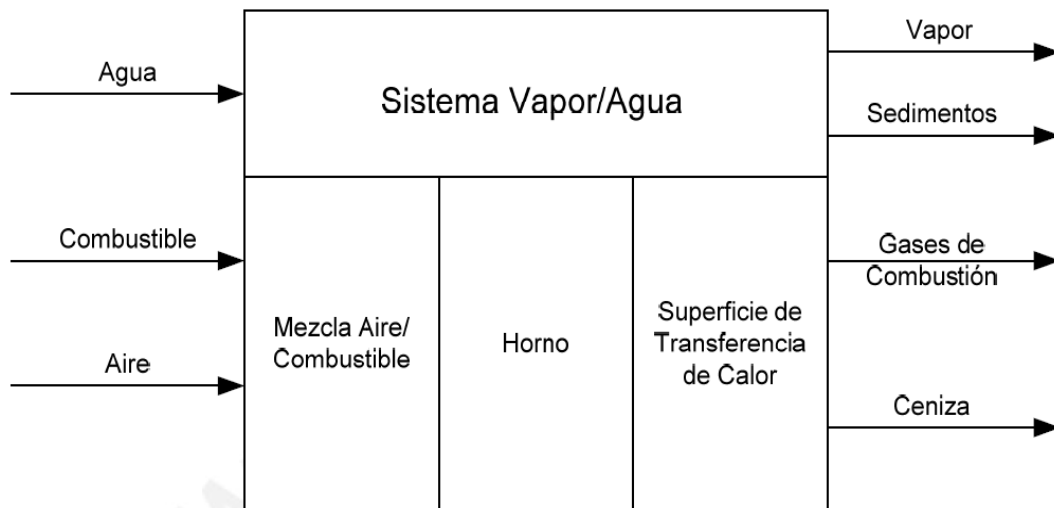 Agua
Combustible
Aire
Sistema Vapor/Agua
Mezcla Aire/
Combustible
Horno
Superficie de
Transferencia
de Calor
Vapor
Sedimentos
Gases de
Combustión
Ceniza